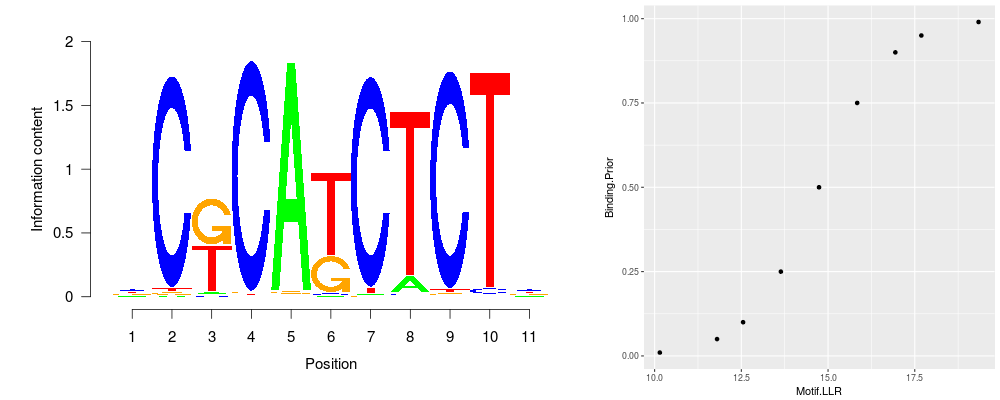 2
1.5
1
0.5
0
Information content
C G T C A T G C T A C T
1 2 3 4 5 6 7 8 9 10 11
Position
1.00
0.75
0.50
0.25
0.00
Binding.Prior
10.0 12.5 15.0 17.5
Motif.LLR